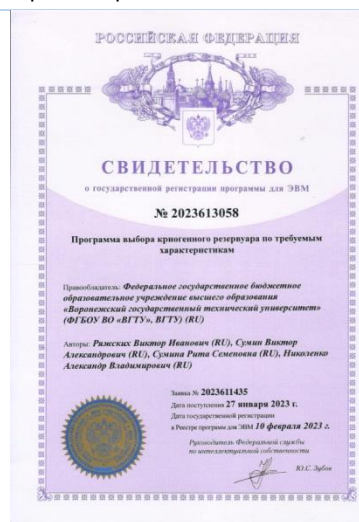 РОССИЙСКАЯ ФЕДЕРАЦИЯ
СВИДЕТЕЛЬСТВО
о государственной регистрации программы для ЭВМ
№ 2023613058
Программа выбора криогенного резервуара по требуемым
характеристикам
Правообладатель: Федеральное государственное бюджетное
образовательное учреждение высшего образования
«Воронежский государственный технический университет»
(ФГБОУ ВО «ВГТУ», ВГТУ) (RU)
Авторы: Ряжских Виктор Иванович (RU), Сумин Виктор
Александрович (RU), Сумина Рита Семеновна (RU), Николенко
Александр Владимирович (RU)
Заявка № 2023611435
Дата поступления 27 января 2023 г.
Дата государственной регистрации
в Реестре программ для ЭВМ 10 февраля 2023 г.
Руководитель Федеральной службы
по интеллектуальной собственности
Ю.С. Зубов